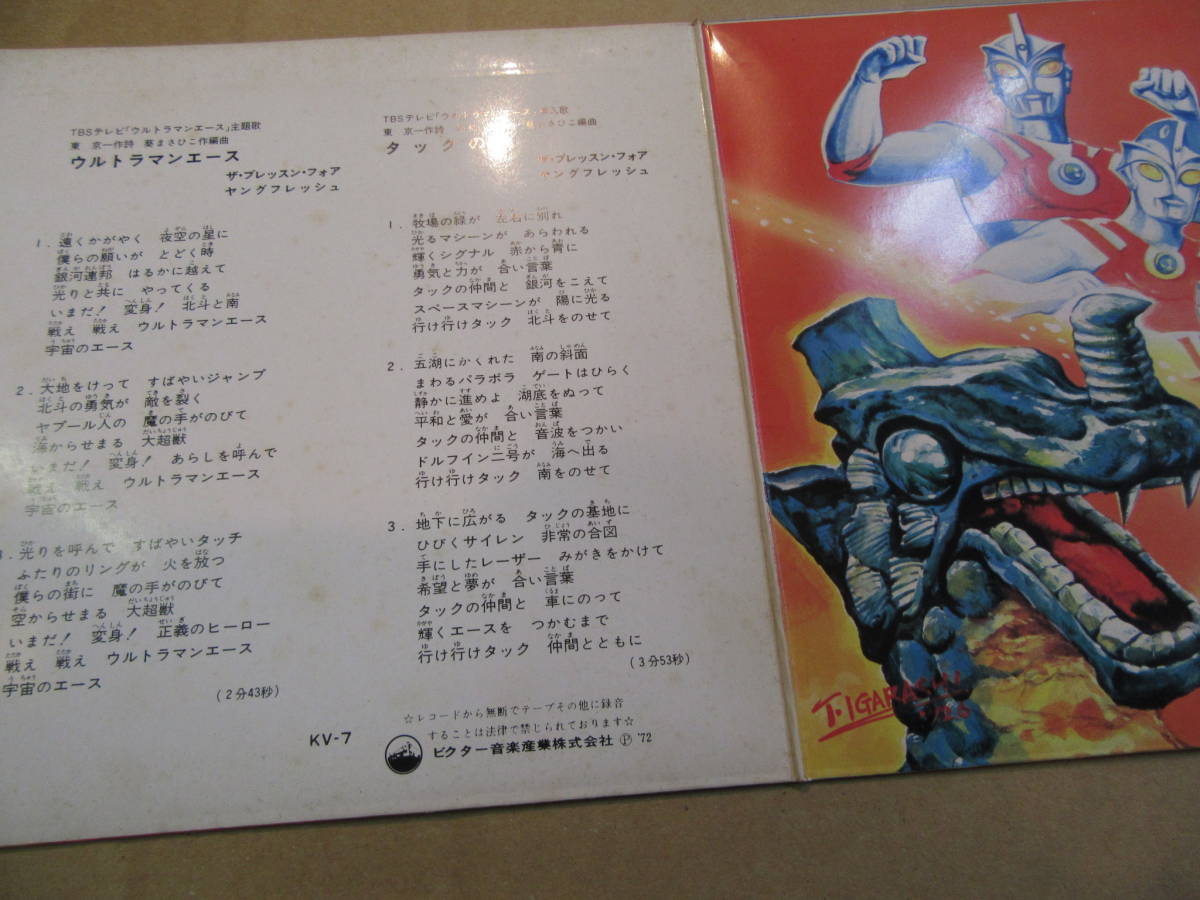 TBSテレビ「ウルトラマンエース」主題歌
東 京一作詩 葵まさひこ作編曲
ウルトラマンエース
ザ・ブレッスン・フォア
ヤングフレッシュ
1. 遠くかがやく 夜空の星に
僕らの願いが とどく時
銀河連邦 はるかに越えて
光りと共に やってくる
いまだ! 変身! 北斗と南
戦え 戦え ウルトラマンエース
宇宙のエース
2. 大地をけって すばやいジャンプ
北斗の勇気が 敵を裂く
ヤプール人の 魔の手がのびて
海からせまる 大超獣
いまだ! 変身! あらしを呼んで
戦え 戦え ウルトラマンエース
宇宙のエース
光りを呼んで すばやいタッチ
ふたりのリングが 火を放つ
僕らの街に 魔の手がのびて
空からせまる 大超獣
いまだ! 変身! 正義のヒーロー
戦え 戦え ウルトラマンエース
宇宙のエース
(2分43秒)
KV-7
TBSテレビ「ウルトラ
東 京一作詩 さひこ編曲
タックの
ザ・ブレッスン・フォア
ヤングフレッシュ
1. 牧場の緑が 左右に別れ
光るマシーンが あらわれる
輝くシグナル 赤から青に
勇気と力が 合い言葉
タックの仲間と 銀河をこえて
スペースマシーンが 陽に光る
行け行けタック 北斗をのせて
2. 五湖にかくれた 南の斜面
まわるパラボラ ゲートはひらく
静かに進めよ 湖底をぬって
平和と愛が 合い言葉
タックの仲間と 音波をつかい
ドルフイン二号が 海へ出る
行け行けタック 南をのせて
3. 地下に広がる タックの基地に
ひびくサイレン 非常の合図
手にしたレーザー みがきをかけて
希望と夢が 合い言葉
タックの仲間と 車にのって
輝くエースを つかむまで
行け行けタック 仲間とともに
(3分53秒)
☆レコードから無断でテープその他に録音
することは法律で禁じられております☆
ビクター音楽産業株式会社 Ⓟ '72
T. IGARASHI